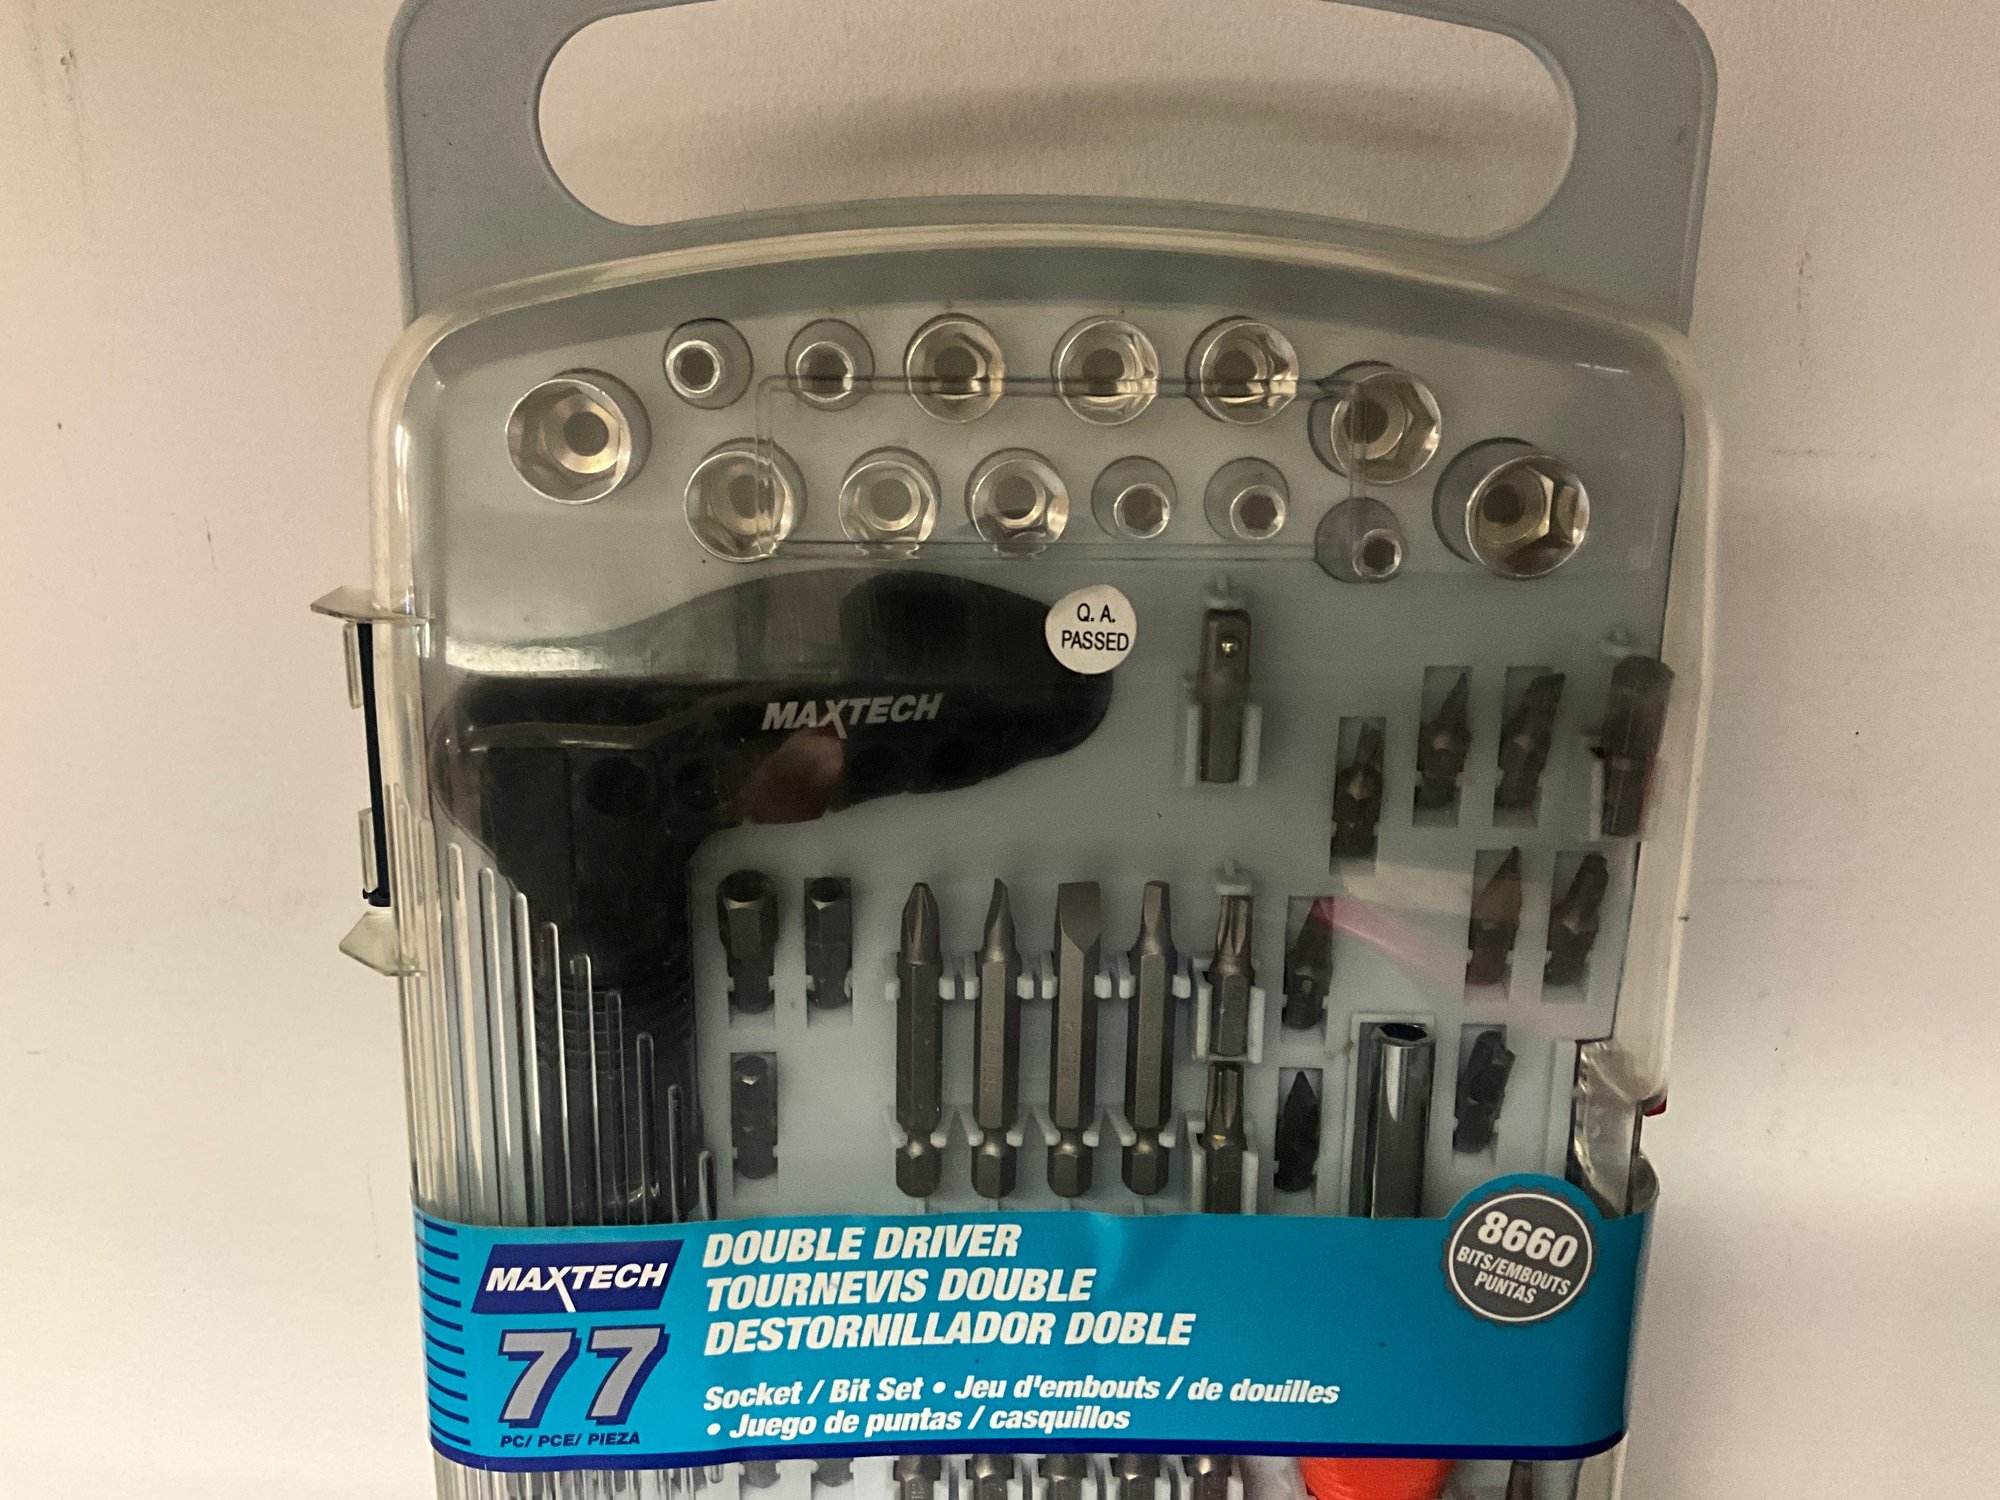 Q. A.
PASSED
MAXTECH
MAXTECH
77
PC/ PCE/ PIEZA
DOUBLE DRIVER
TOURNEVIS DOUBLE
DESTORNILLADOR DOBLE
Socket / Bit Set • Jeu d'embouts / de douilles
• Juego de puntas / casquillos
8660
BITS/EMBOUTS
PUNTAS